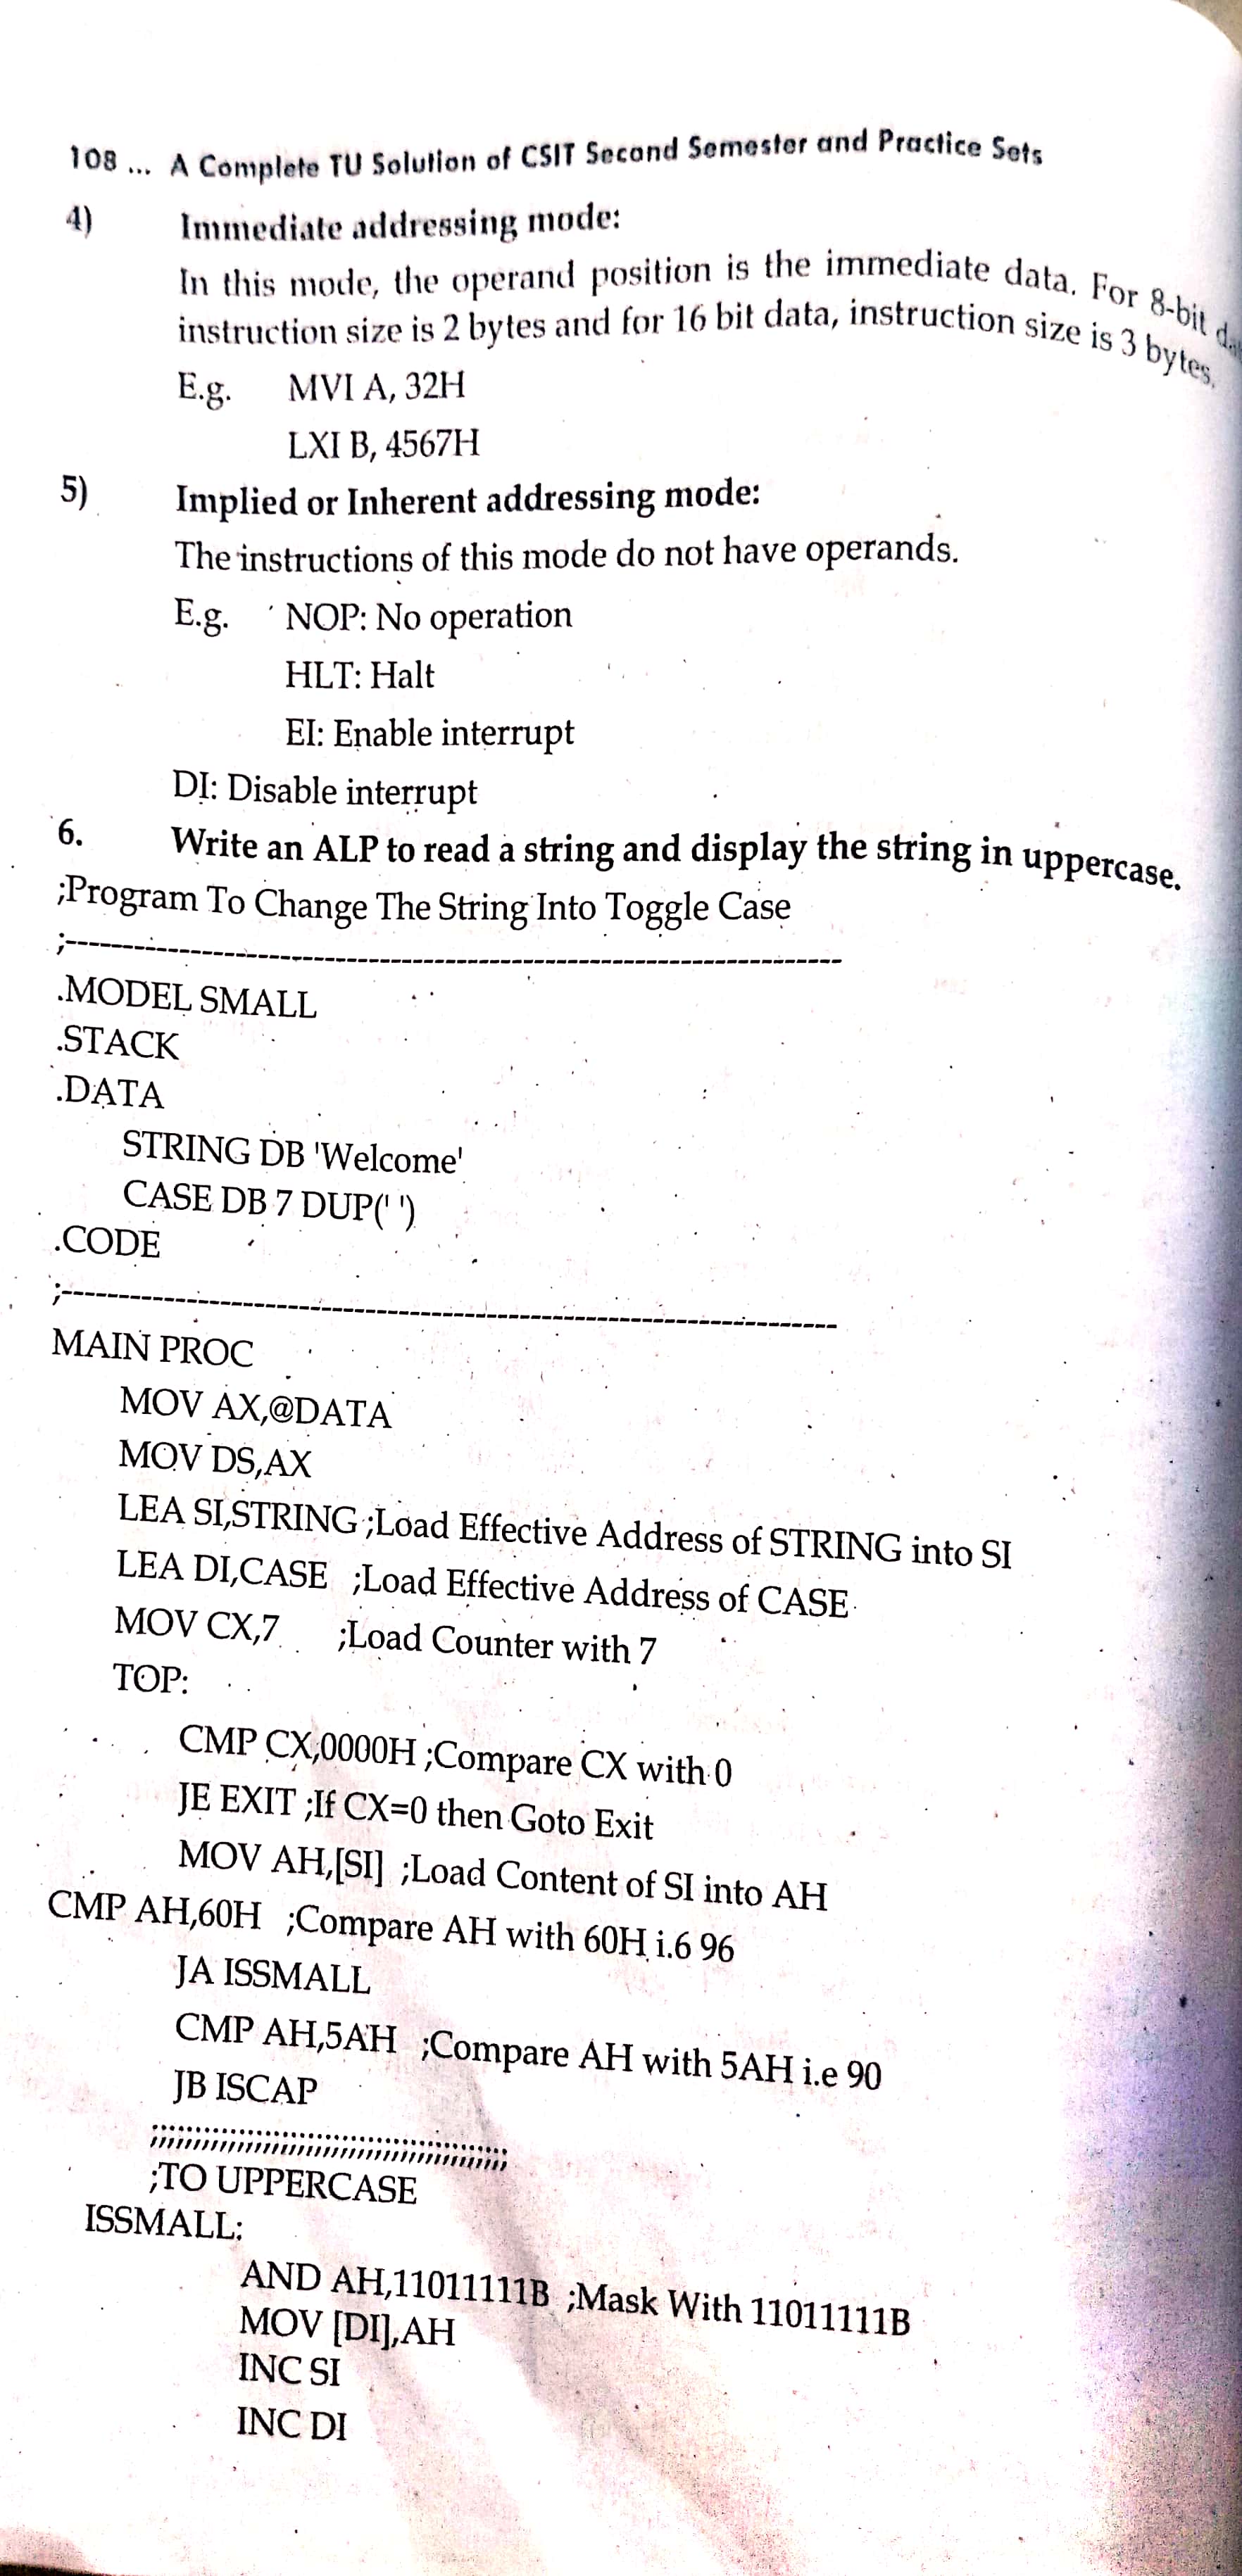 108 ... A Complete TU Solution of CSIT Second Semester and Practice Sets
4) Immediate addressing mode:
In this mode, the operand position is the immediate data. For 8-bit
instruction size is 2 bytes and for 16 bit data, instruction size is 3 bytes.
E.g. MVI A, 32H
LXI B, 4567H
5) Implied or Inherent addressing mode:
The instructions of this mode do not have operands.
E.g. NOP: No operation
HLT: Halt
EI: Enable interrupt
DI: Disable interrupt
6. Write an ALP to read a string and display the string in uppercase.
;Program To Change The String Into Toggle Case
;--------------------------------------------------------------------
.MODEL SMALL
.STACK
.DATA
STRING DB 'Welcome'
CASE DB 7 DUP(' ')
.CODE
;--------------------------------------------------------------------
MAIN PROC
MOV AX,@DATA
MOV DS,AX
LEA SI,STRING ;Load Effective Address of STRING into SI
LEA DI,CASE ;Load Effective Address of CASE
MOV CX,7 ;Load Counter with 7
TOP:
CMP CX,0000H ;Compare CX with 0
JE EXIT ;If CX=0 then Goto Exit
MOV AH,[SI] ;Load Content of SI into AH
CMP AH,60H ;Compare AH with 60H i.6 96
JA ISSMALL
CMP AH,5AH ;Compare AH with 5AH i.e 90
JB ISCAP
;;;;;;;;;;;;;;;;;;;;;;;;;;;;;;;;;;;;;;;;
;TO UPPERCASE
ISSMALL:
AND AH,11011111B ;Mask With 11011111B
MOV [DI],AH
INC SI
INC DI